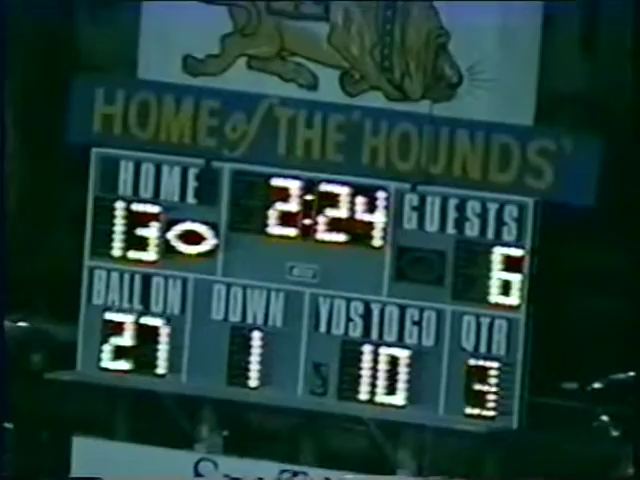 HOME of THE 'HOUNDS'
HOME 2:24 GUESTS
13 6
BALL ON DOWN YDS TO GO QTR
27 1 10 3